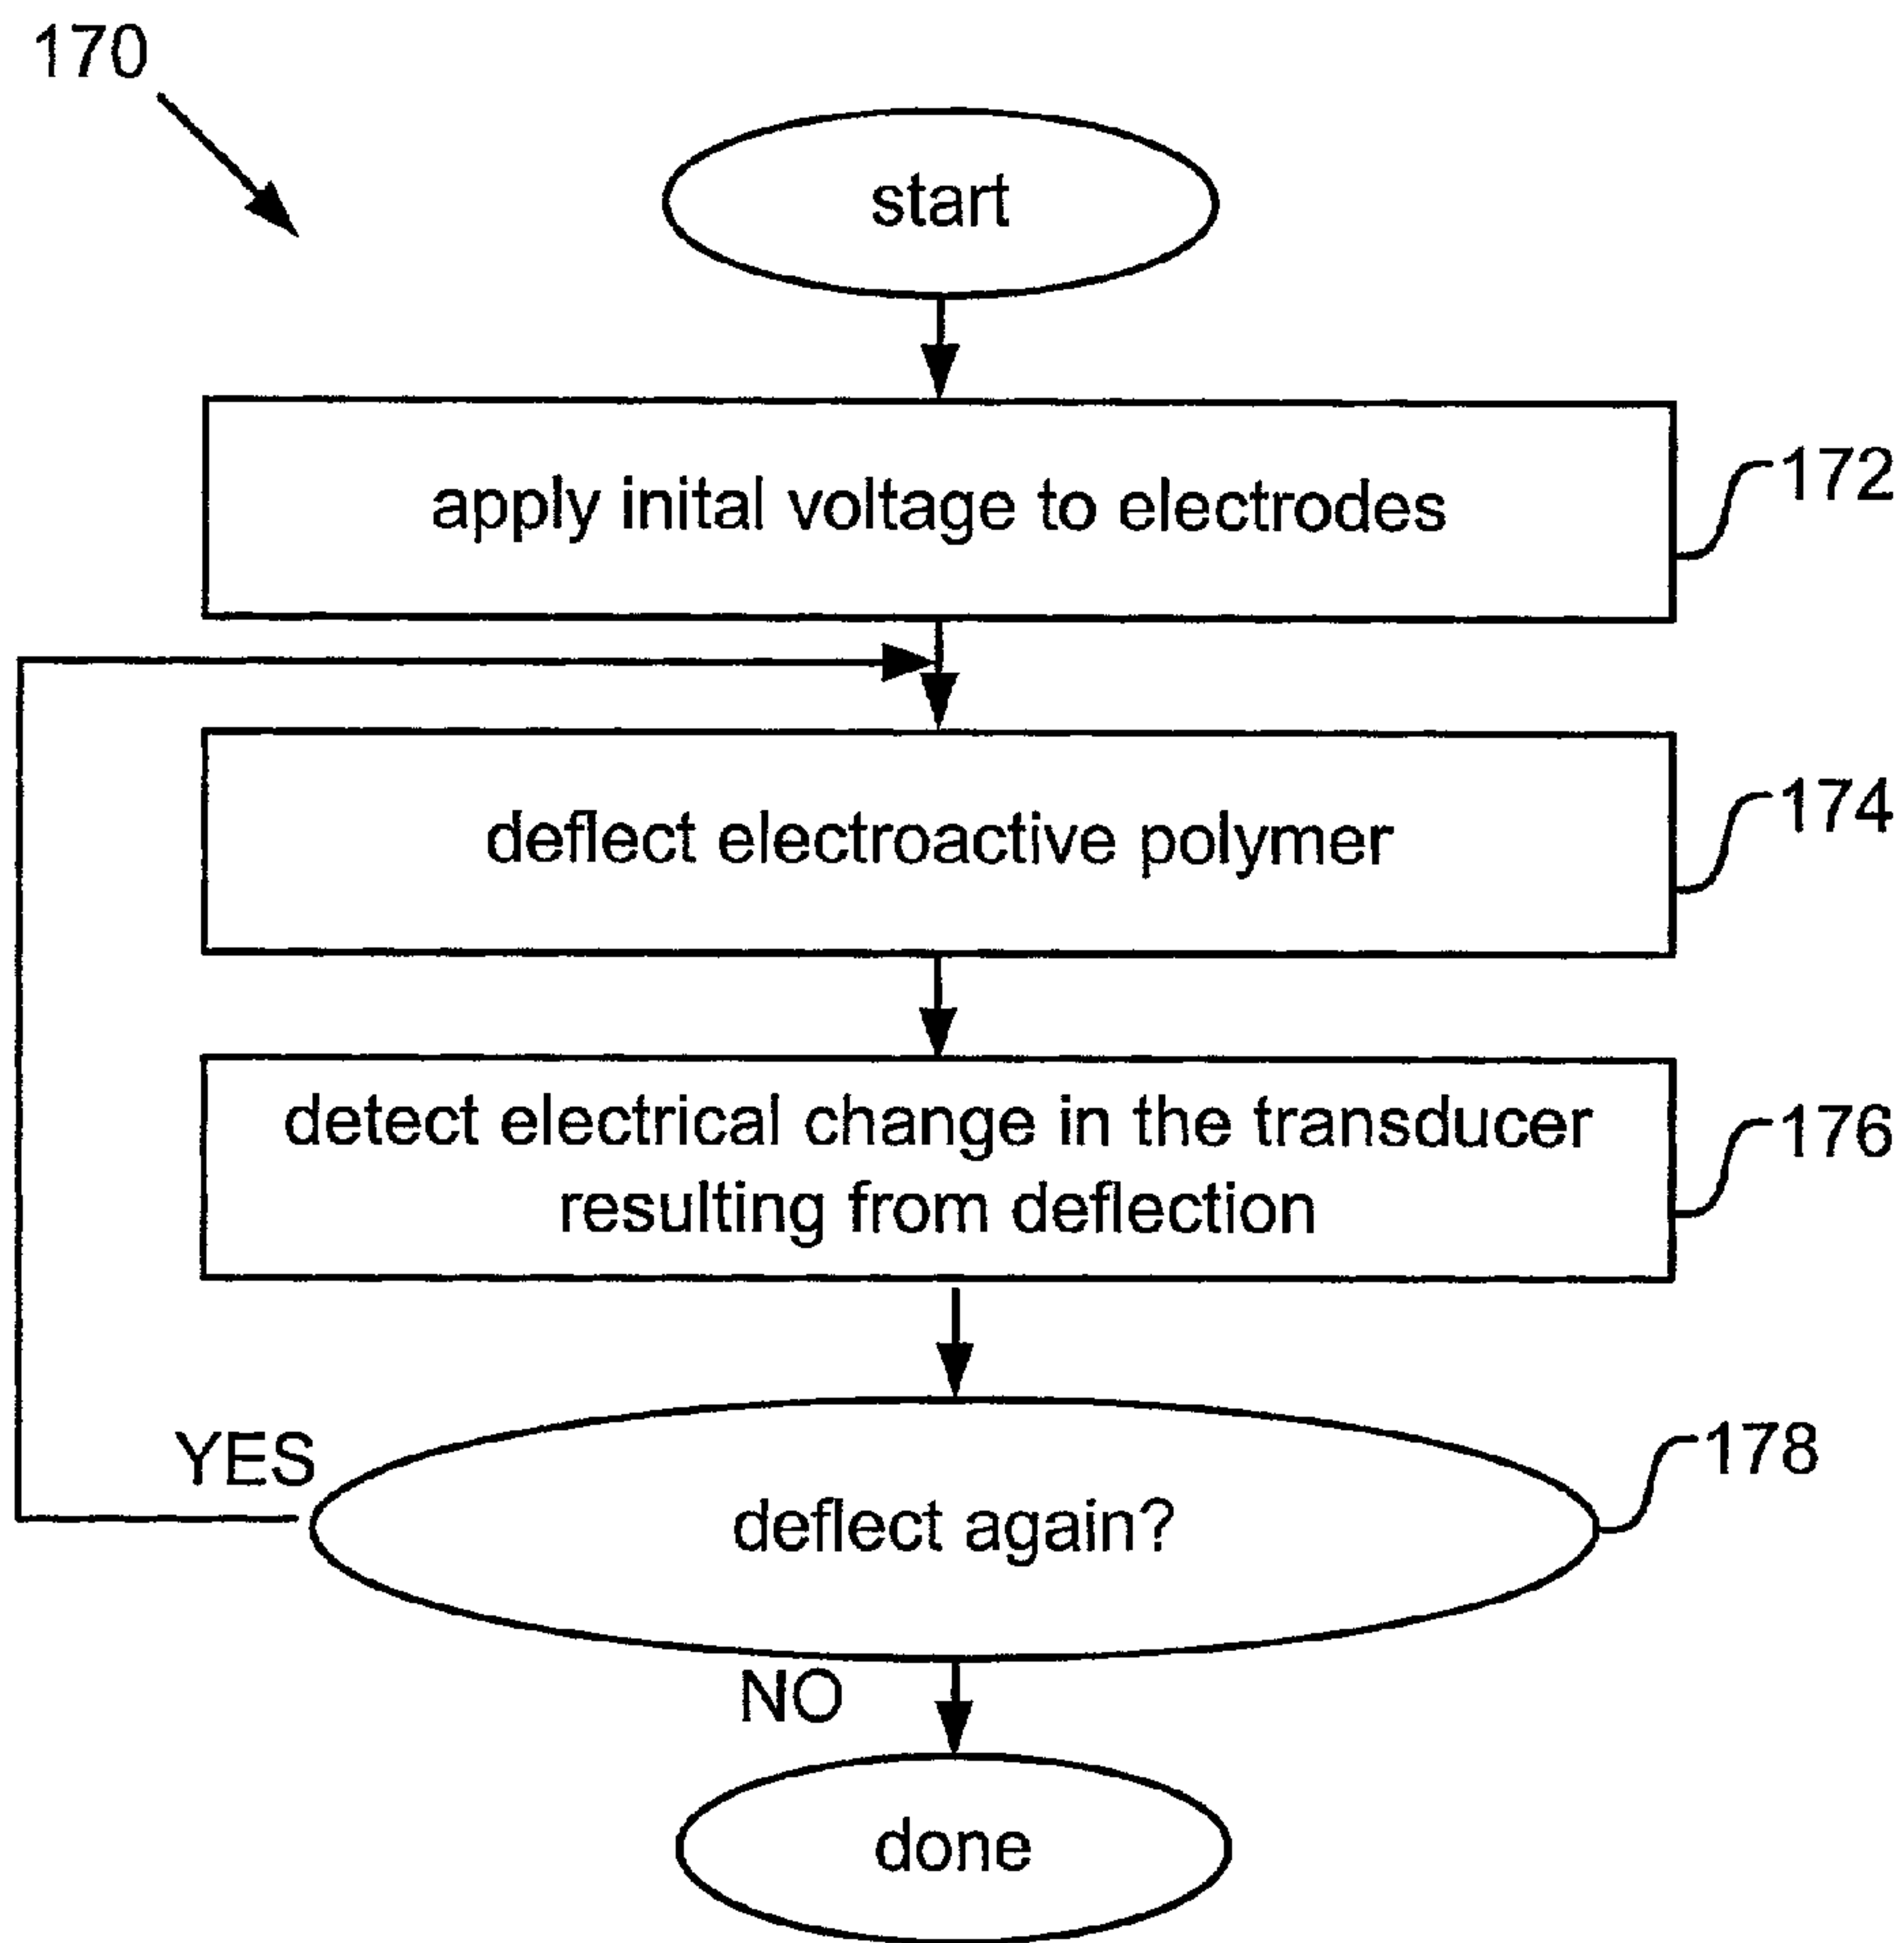 170
start
apply inital voltage to electrodes
172
deflect electroactive polymer
174
detect electrical change in the transducer
resulting from deflection
176
YES
deflect again?
178
NO
done